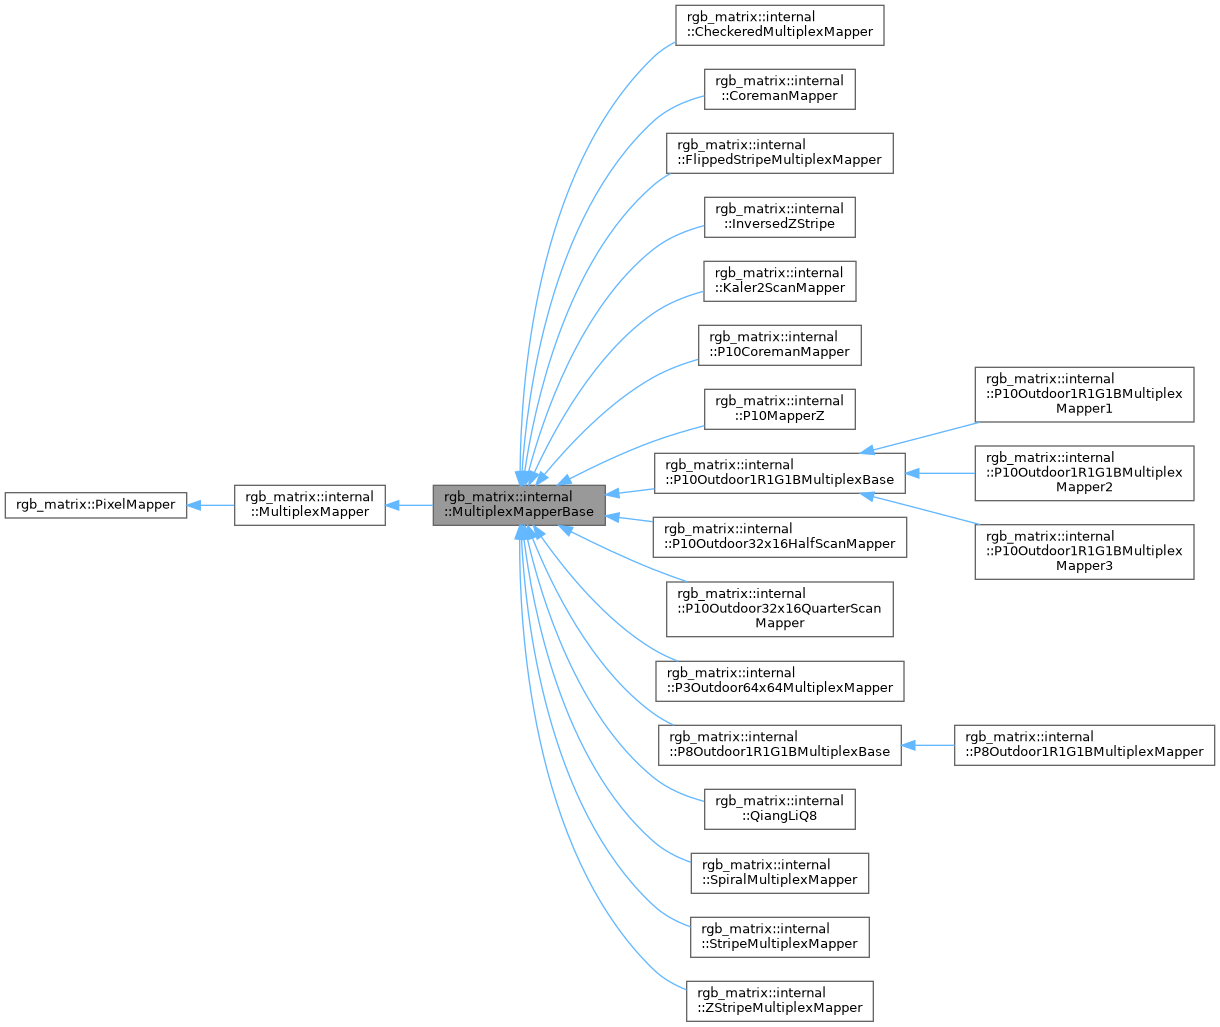 rgb_matrix::PixelMapper
rgb_matrix::internal
::MultiplexMapper
rgb_matrix::internal
::MultiplexMapperBase
rgb_matrix::internal
::CheckeredMultiplexMapper
rgb_matrix::internal
::CoremanMapper
rgb_matrix::internal
::FlippedStripeMultiplexMapper
rgb_matrix::internal
::InversedZStripe
rgb_matrix::internal
::Kaler2ScanMapper
rgb_matrix::internal
::P10CoremanMapper
rgb_matrix::internal
::P10MapperZ
rgb_matrix::internal
::P10Outdoor1R1G1BMultiplexBase
rgb_matrix::internal
::P10Outdoor1R1G1BMultiplex
Mapper1
rgb_matrix::internal
::P10Outdoor1R1G1BMultiplex
Mapper2
rgb_matrix::internal
::P10Outdoor1R1G1BMultiplex
Mapper3
rgb_matrix::internal
::P10Outdoor32x16HalfScanMapper
rgb_matrix::internal
::P10Outdoor32x16QuarterScan
Mapper
rgb_matrix::internal
::P3Outdoor64x64MultiplexMapper
rgb_matrix::internal
::P8Outdoor1R1G1BMultiplexBase
rgb_matrix::internal
::P8Outdoor1R1G1BMultiplexMapper
rgb_matrix::internal
::QiangLiQ8
rgb_matrix::internal
::SpiralMultiplexMapper
rgb_matrix::internal
::StripeMultiplexMapper
rgb_matrix::internal
::ZStripeMultiplexMapper